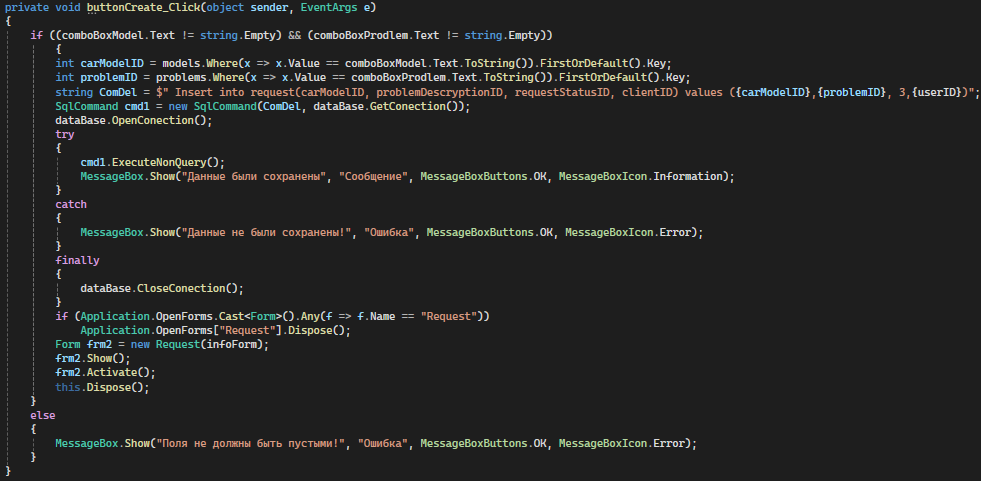 private void buttonCreate_Click(object sender, EventArgs e)
{
    if ((comboBoxModel.Text != string.Empty) && (comboBoxProdlem.Text != string.Empty))
        {
        int carModelID = models.Where(x => x.Value == comboBoxModel.Text.ToString()).FirstOrDefault().Key;
        int problemID = problems.Where(x => x.Value == comboBoxProdlem.Text.ToString()).FirstOrDefault().Key;
        string ComDel = $" Insert into request(carModelID, problemDescryptionID, requestStatusID, clientID) values ({carModelID},{problemID}, 3,{userID})";
        SqlCommand cmd1 = new SqlCommand(ComDel, dataBase.GetConection());
        dataBase.OpenConection();
        try
        {
            cmd1.ExecuteNonQuery();
            MessageBox.Show("Данные были сохранены", "Сообщение", MessageBoxButtons.OK, MessageBoxIcon.Information);
        }
        catch
        {
            MessageBox.Show("Данные не были сохранены!", "Ошибка", MessageBoxButtons.OK, MessageBoxIcon.Error);
        }
        finally
        {
            dataBase.CloseConection();
        }
        if (Application.OpenForms.Cast<Form>().Any(f => f.Name == "Request"))
            Application.OpenForms["Request"].Dispose();
        Form frm2 = new Request(infoForm);
        frm2.Show();
        frm2.Activate();
        this.Dispose();
    }
    else
    {
        MessageBox.Show("Поля не должны быть пустыми!", "Ошибка", MessageBoxButtons.OK, MessageBoxIcon.Error);
    }
}